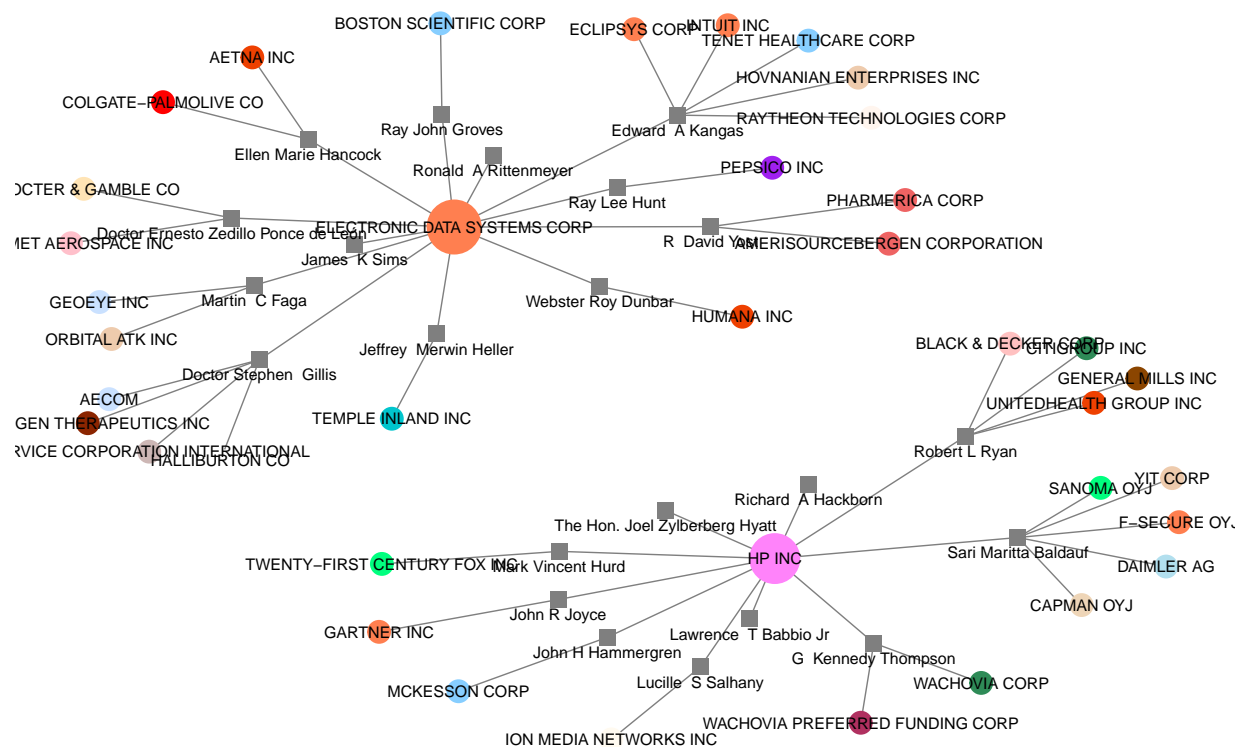 BOSTON SCIENTIFIC CORP
ECLIPSYS CORP
INTUIT INC
TENET HEALTHCARE CORP
AETNA INC
HOVNANIAN ENTERPRISES INC
COLGATE−PALMOLIVE CO
RAYTHEON TECHNOLOGIES CORP
Ray John Groves
Edward A Kangas
Ellen Marie Hancock
Ronald A Rittenmeyer
PEPSICO INC
OCTER & GAMBLE CO
Ray Lee Hunt
PHARMERICA CORP
ELECTRONIC DATA SYSTEMS CORP
Doctor Ernesto Zedillo Ponce de León
MET AEROSPACE INC
R David Yost
AMERISOURCEBERGEN CORPORATION
James K Sims
GEOEYE INC
Martin C Faga
Webster Roy Dunbar
HUMANA INC
ORBITAL ATK INC
Jeffrey Merwin Heller
BLACK & DECKER CORP
CITIGROUP INC
Doctor Stephen Gillis
GENERAL MILLS INC
AECOM
UNITEDHEALTH GROUP INC
TEMPLE INLAND INC
GEN THERAPEUTICS INC
RVICE CORPORATION INTERNATIONAL
HALLIBURTON CO
Robert L Ryan
YIT CORP
SANOMA OYJ
Richard A Hackborn
The Hon. Joel Zylberberg Hyatt
F−SECURE OYJ
Sari Maritta Baldauf
HP INC
TWENTY−FIRST CENTURY FOX INC
Mark Vincent Hurd
DAIMLER AG
CAPMAN OYJ
John R Joyce
GARTNER INC
Lawrence T Babbio Jr
John H Hammergren
G Kennedy Thompson
Lucille S Salhany
WACHOVIA CORP
MCKESSON CORP
WACHOVIA PREFERRED FUNDING CORP
ION MEDIA NETWORKS INC